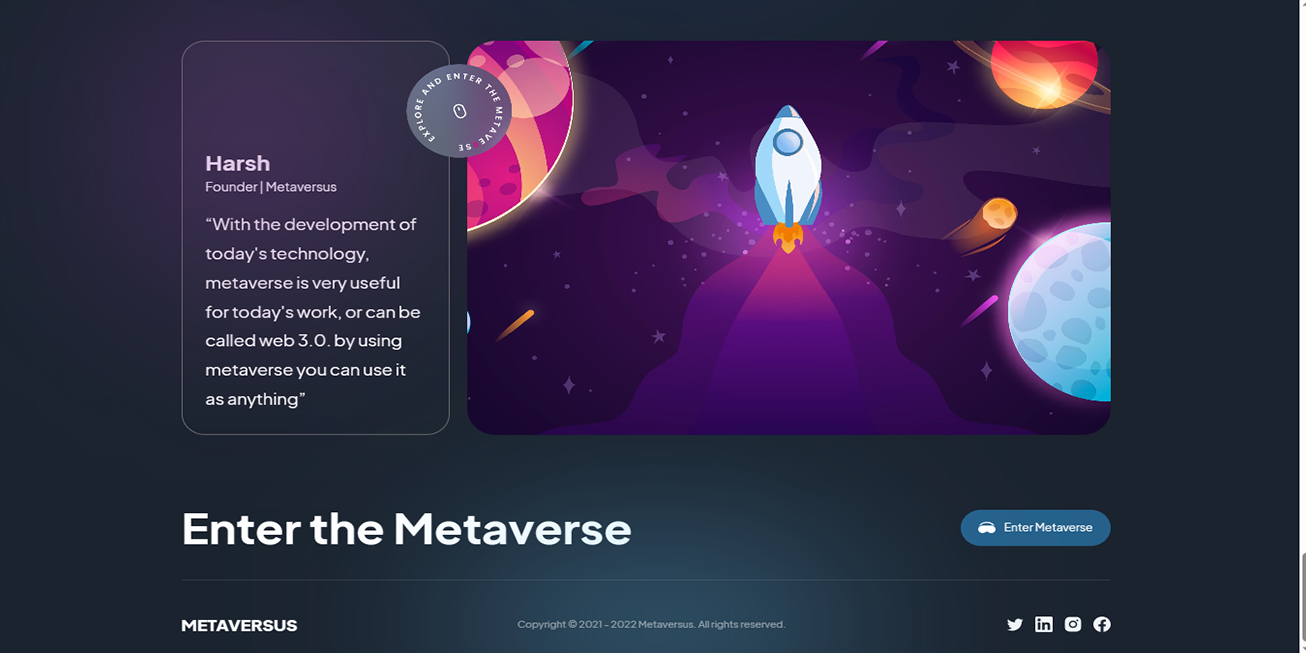 EXPLORE AND ENTER THE METAVE SE
Harsh
Founder | Metaversus
“With the development of
today's technology,
metaverse is very useful
for today's work, or can be
called web 3.0. by using
metaverse you can use it
as anything”
Enter the Metaverse
Enter Metaverse
METAVERSUS
Copyright © 2021 - 2022 Metaversus. All rights reserved.